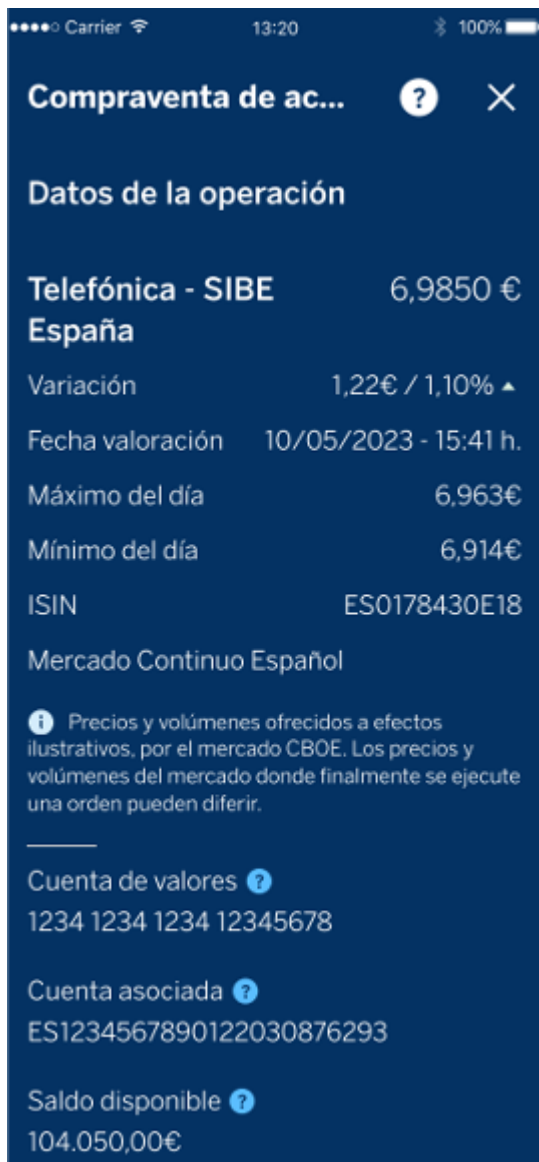 Carrier 13:20 100%
Compraventa de ac... ? ×
Datos de la operación
Telefónica - SIBE 6,9850 €
España
Variación 1,22€ / 1,10% ▲
Fecha valoración 10/05/2023 - 15:41 h.
Máximo del día 6,963€
Mínimo del día 6,914€
ISIN ES0178430E18
Mercado Continuo Español
i Precios y volúmenes ofrecidos a efectos
ilustrativos, por el mercado CBOE. Los precios y
volúmenes del mercado donde finalmente se ejecute
una orden pueden diferir.
Cuenta de valores ?
1234 1234 1234 12345678
Cuenta asociada ?
ES1234567890122030876293
Saldo disponible ?
104.050,00€